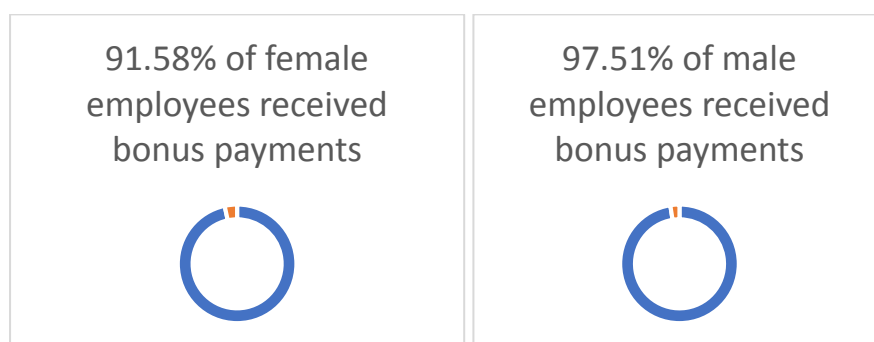 91.58% of female
employees received
bonus payments
97.51% of male
employees received
bonus payments